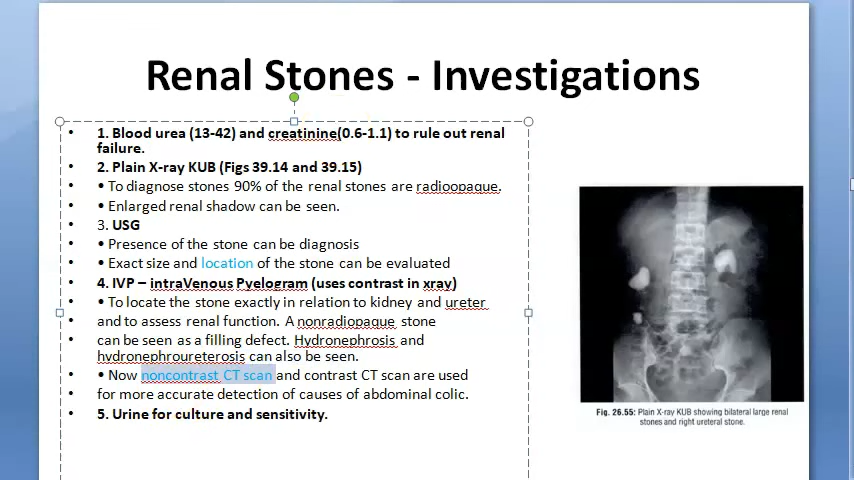 Renal Stones - Investigations
• 1. Blood urea (13-42) and creatinine(0.6-1.1) to rule out renal
failure.
• 2. Plain X-ray KUB (Figs 39.14 and 39.15)
• • To diagnose stones 90% of the renal stones are radioopaque.
• • Enlarged renal shadow can be seen.
• 3. USG
• • Presence of the stone can be diagnosis
• • Exact size and location of the stone can be evaluated
• 4. IVP – intraVenous Pyelogram (uses contrast in xray)
• • To locate the stone exactly in relation to kidney and ureter
• and to assess renal function. A nonradiopaque stone
• can be seen as a filling defect. Hydronephrosis and
hydronephroureterosis can also be seen.
• • Now noncontrast CT scan and contrast CT scan are used
• for more accurate detection of causes of abdominal colic.
• 5. Urine for culture and sensitivity.
Fig. 26.55: Plain X-ray KUB showing bilateral large renal
stones and right ureteral stone.